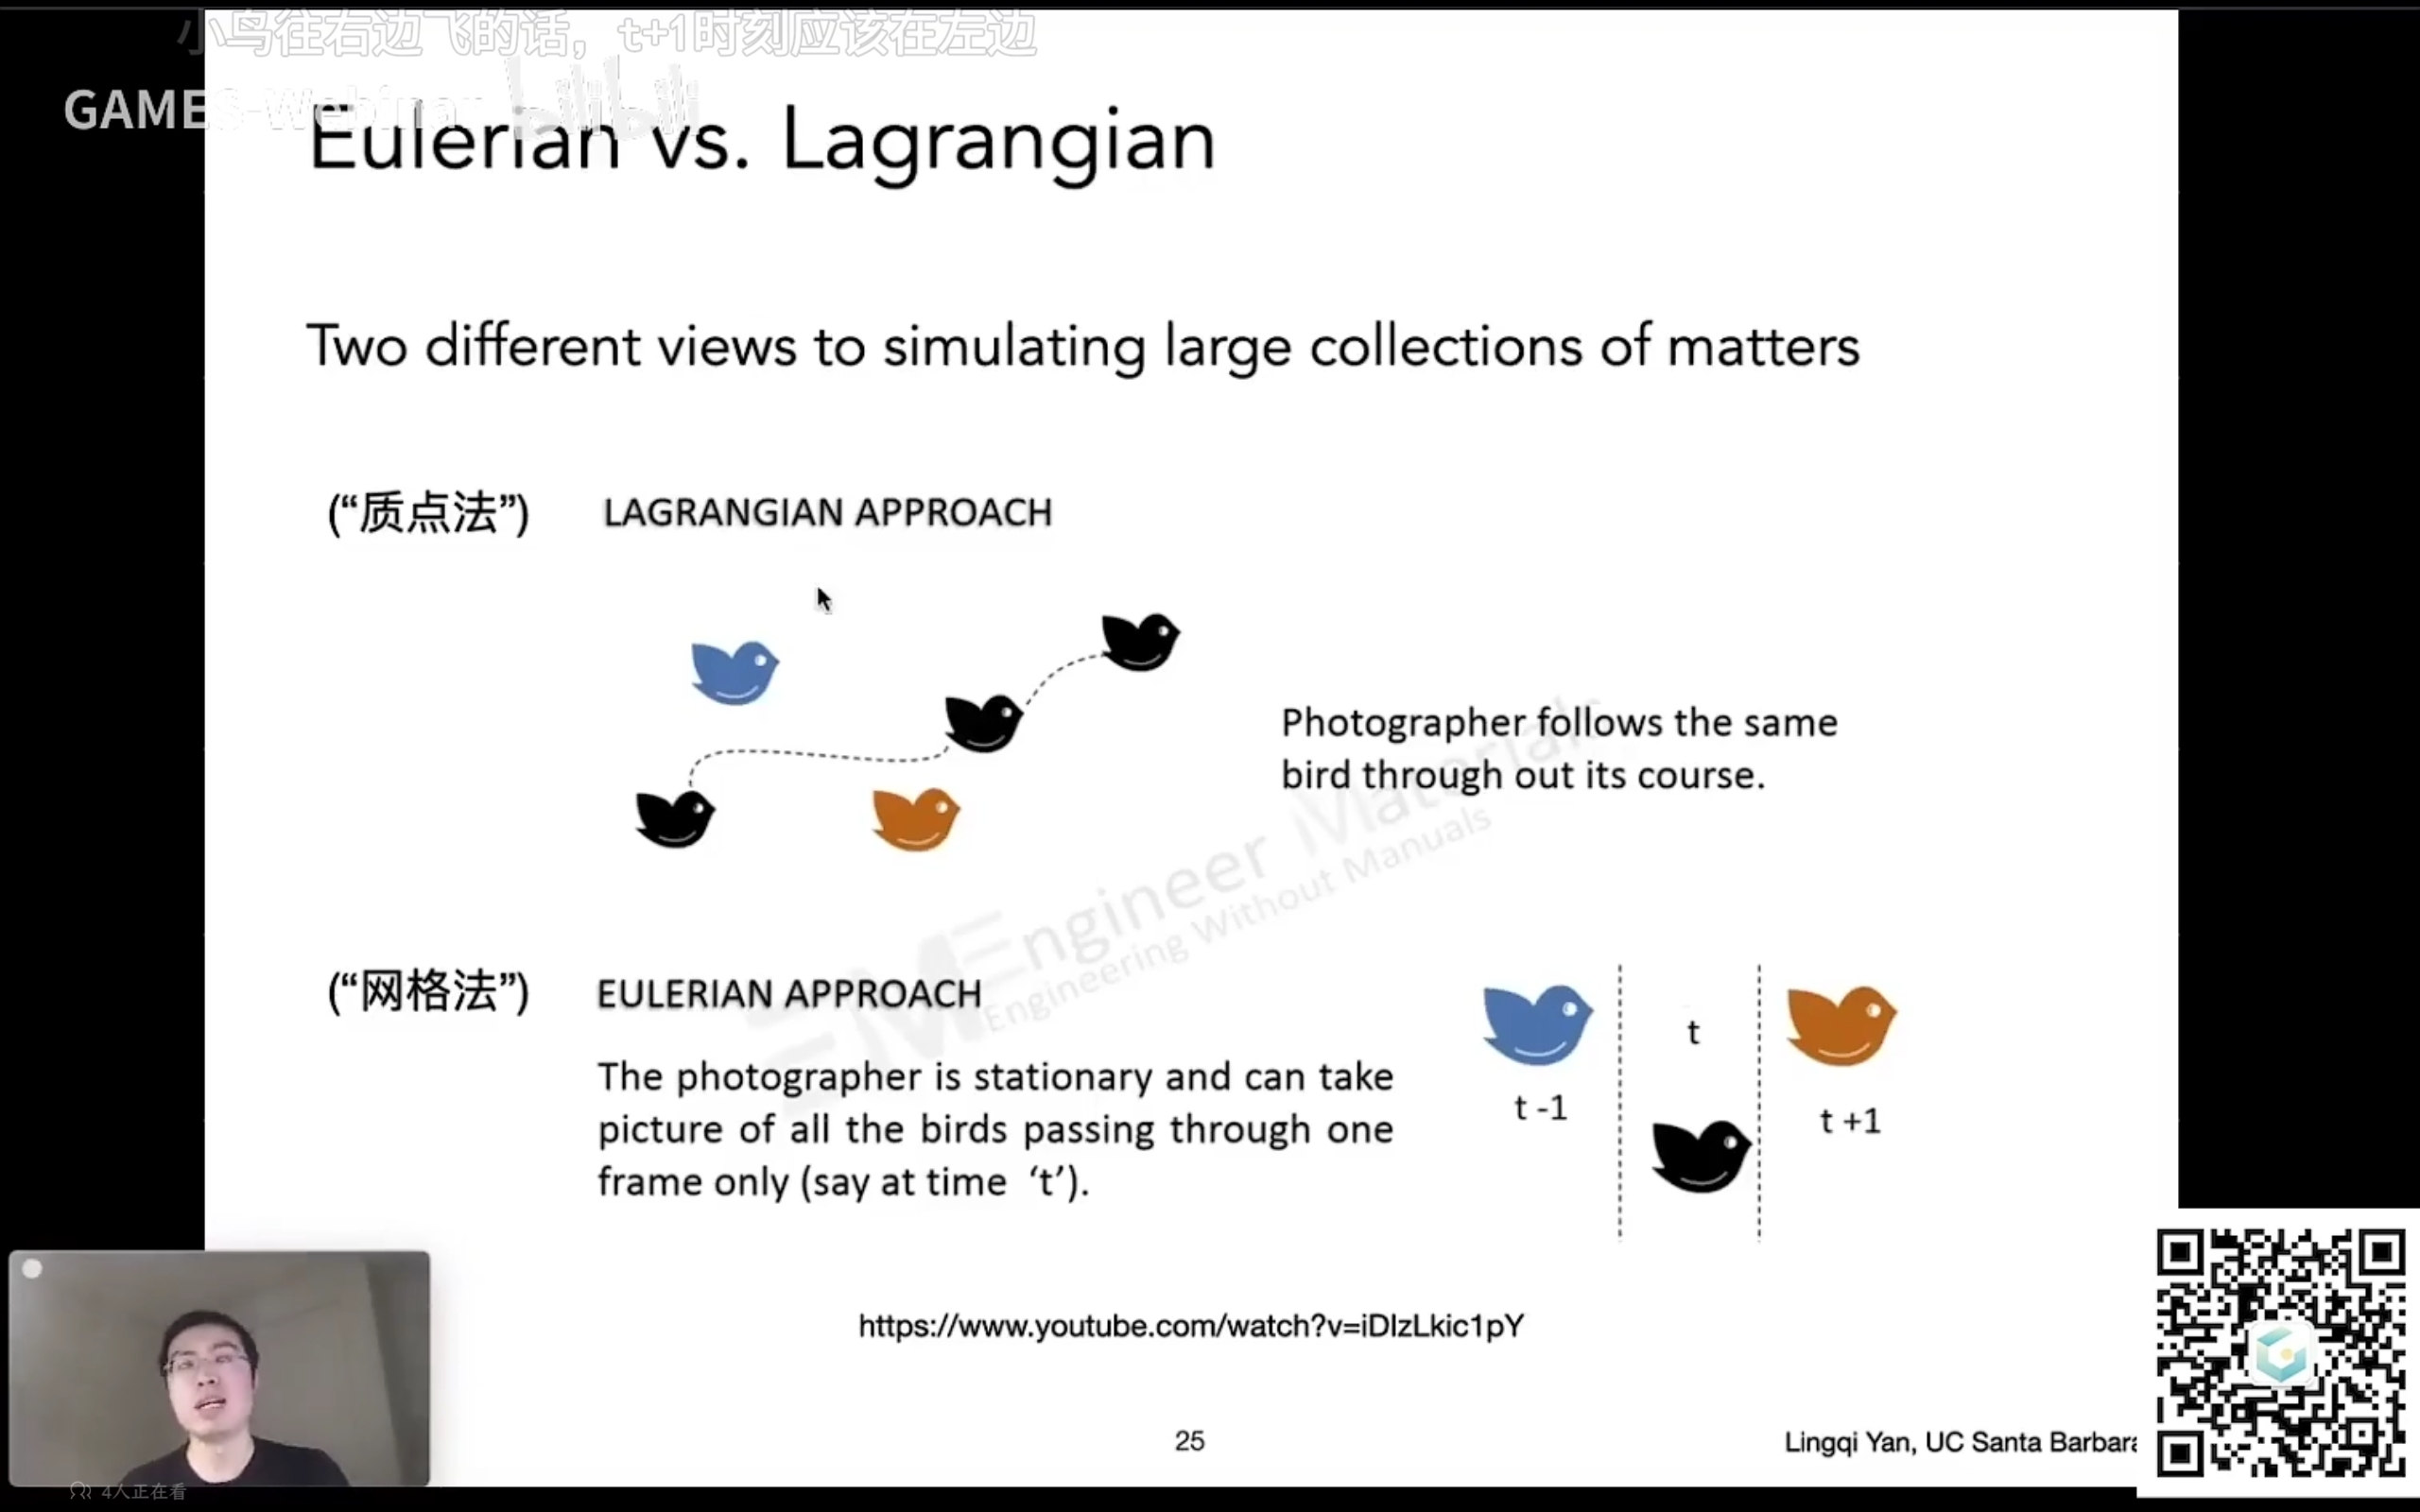 小鸟往右边飞的话，t+1时刻应该在左边
GAMES-Webinar bilibili
Eulerian vs. Lagrangian
Two different views to simulating large collections of matters
(“质点法”) LAGRANGIAN APPROACH
Photographer follows the same
bird through out its course.
Engineer Materials
Engineering Without Manuals
(“网格法”) EULERIAN APPROACH
The photographer is stationary and can take
picture of all the birds passing through one
frame only (say at time ‘t’).
t
t -1
t +1
https://www.youtube.com/watch?v=iDIzLkic1pY
25
Lingqi Yan, UC Santa Barbara
4人正在看